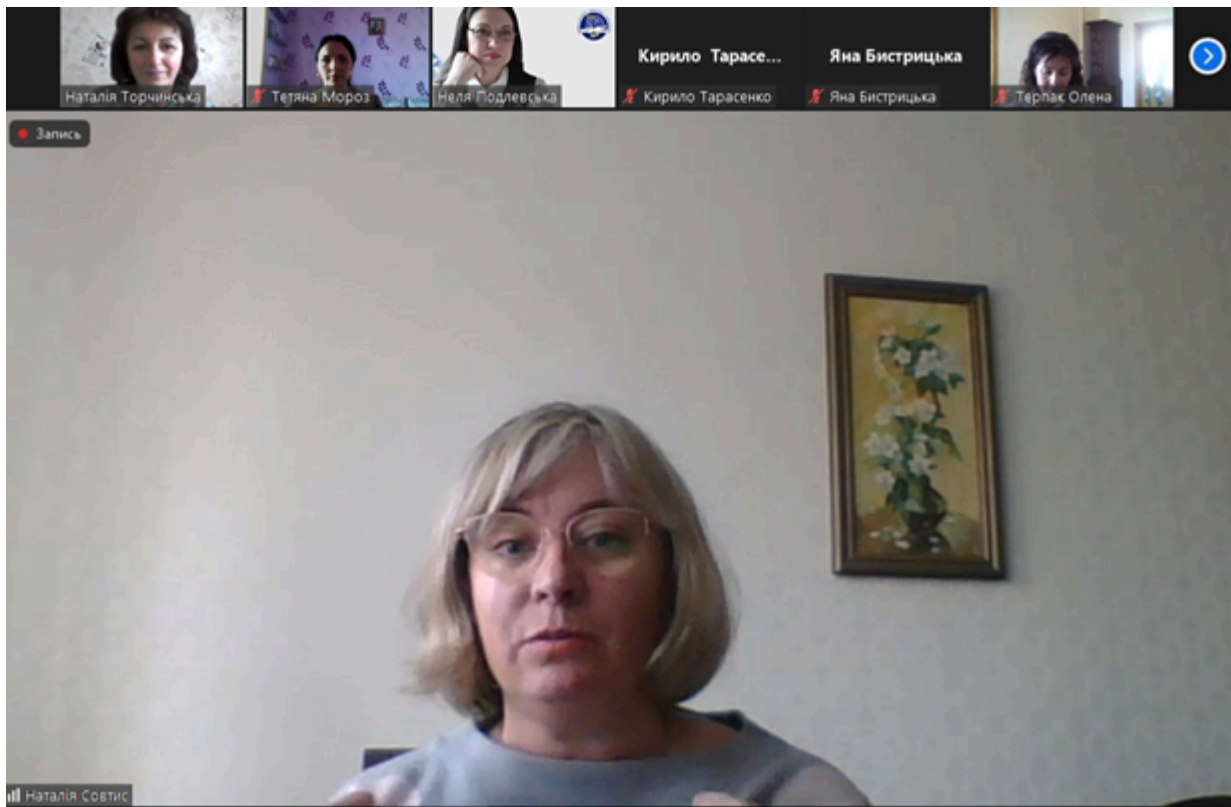 Наталія Торчинська
Тетяна Мороз
Неля Подлевська
Кирило Тарасе...
Кирило Тарасенко
Яна Бистрицька
Яна Бистрицька
Терпак Олена
Запись
Наталія Совтис